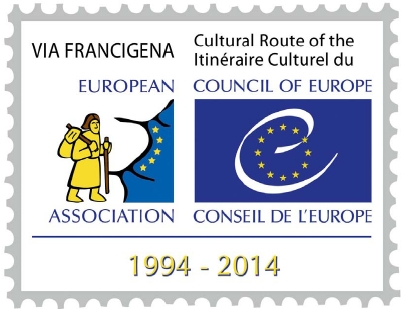 VIA FRANCIGENA
EUROPEAN
ASSOCIATION
Cultural Route of the
Itinéraire Culturel du
COUNCIL OF EUROPE
CONSEIL DE L'EUROPE
1994 - 2014